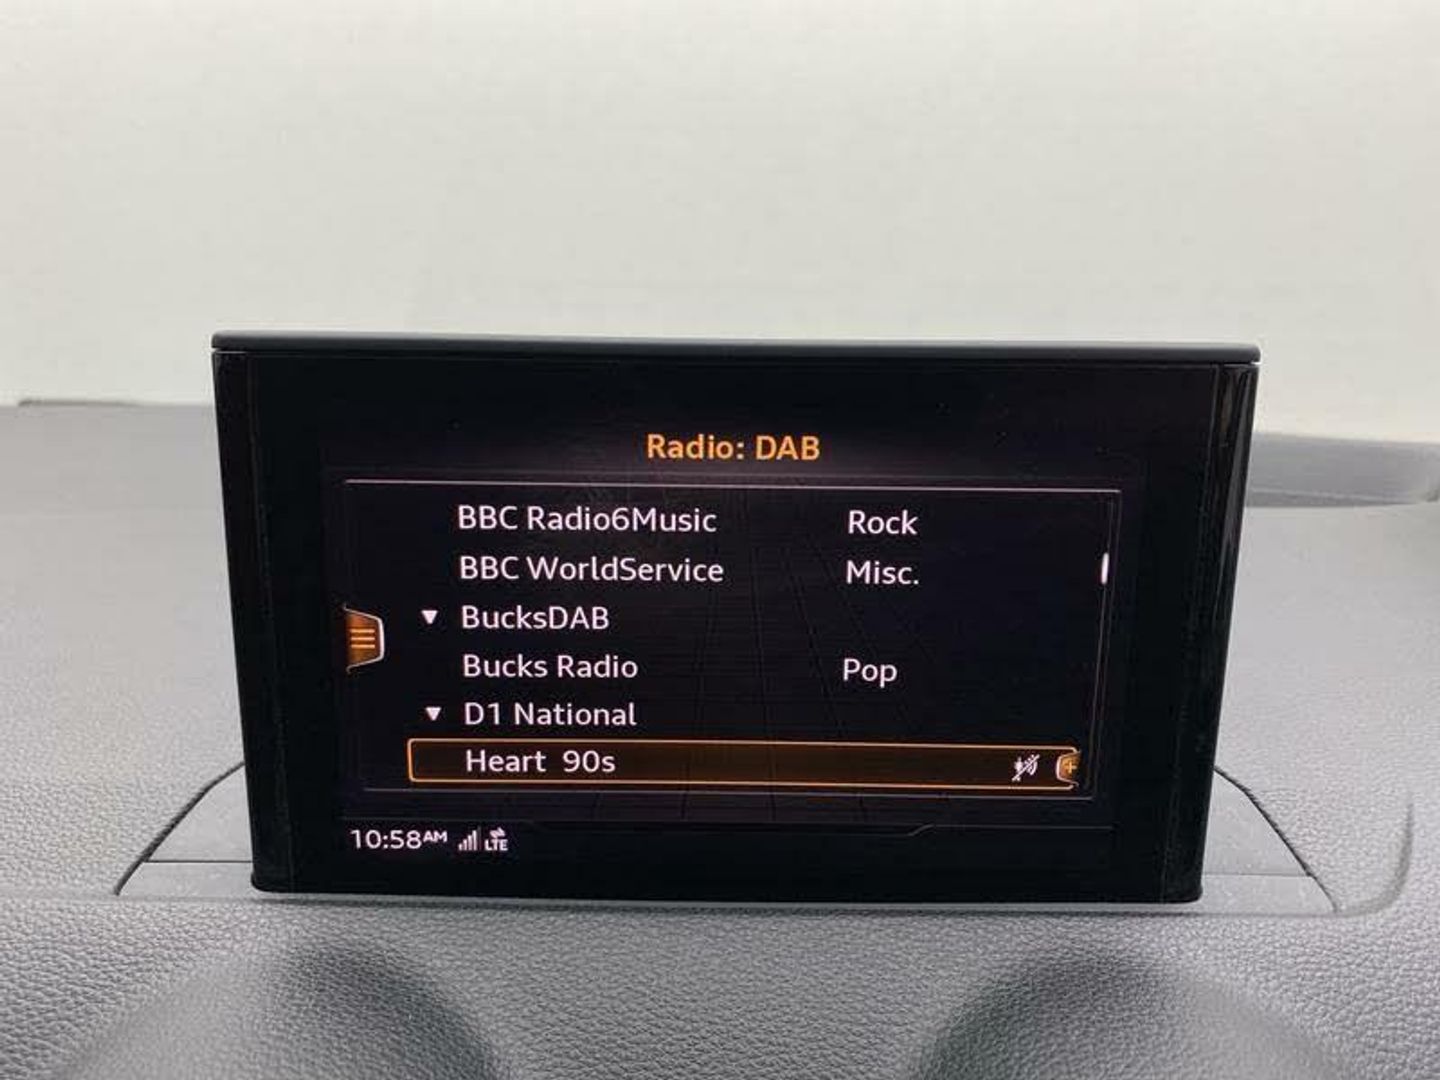 Radio: DAB
BBC Radio6Music Rock
BBC WorldService Misc.
BucksDAB
Bucks Radio Pop
D1 National
Heart 90s
10:58AM LTE